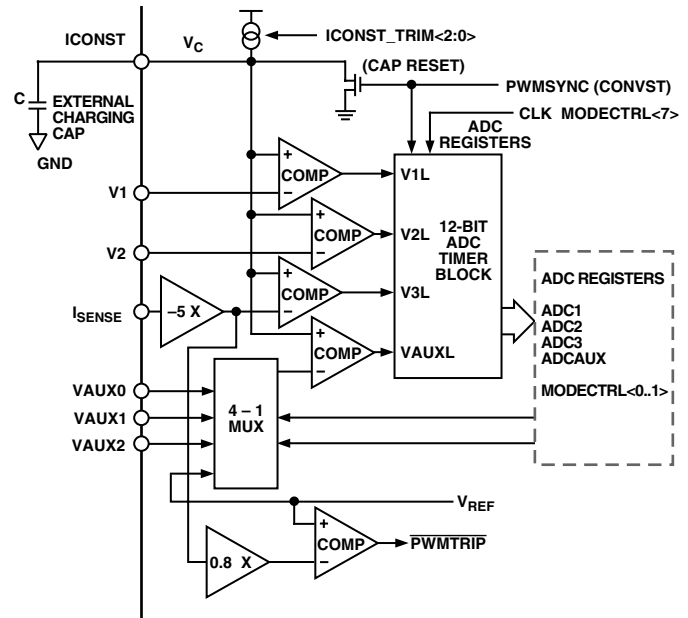 ICONST
V_C
ICONST_TRIM<2:0>
(CAP RESET)
PWMSYNC (CONVST)
C
EXTERNAL
CHARGING
CAP
GND
CLK MODECTRL<7>
ADC
REGISTERS
+
COMP
–
V1L
V1
12-BIT
ADC
TIMER
BLOCK
+
COMP
–
V2L
V2
+
COMP
–
V3L
I_SENSE
–5 X
ADC REGISTERS
ADC1
ADC2
ADC3
ADCAUX
MODECTRL<0..1>
+
COMP
–
VAUXL
VAUX0
VAUX1
VAUX2
4 – 1
MUX
V_REF
+
COMP
–
PWMTRIP
0.8 X